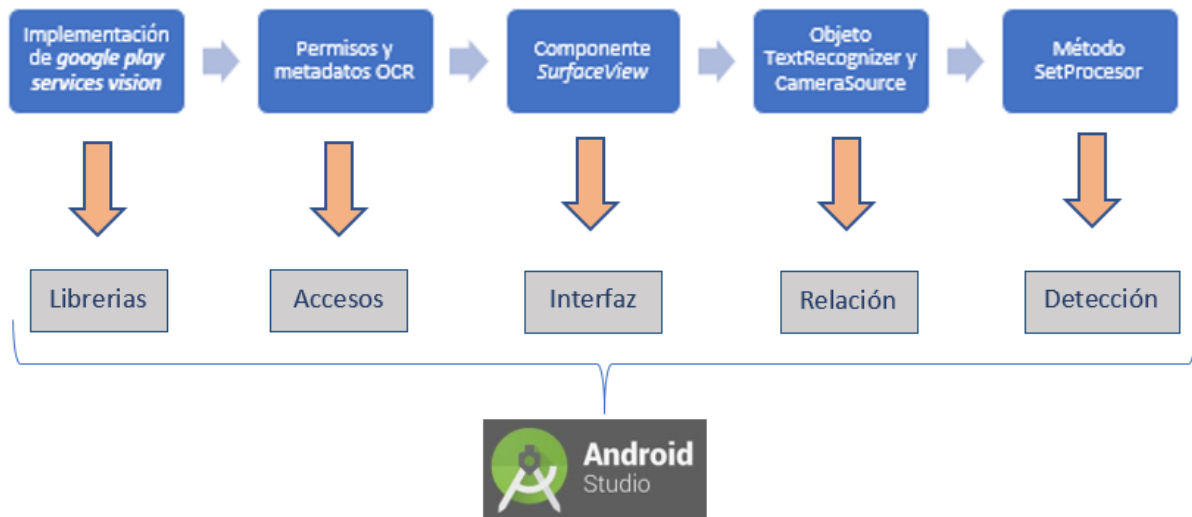 Implementación
de google play
services vision
Permisos y
metadatos OCR
Componente
SurfaceView
Objeto
TextRecognizer y
CameraSource
Método
SetProcesor
Librerias
Accesos
Interfaz
Relación
Detección
Android
Studio